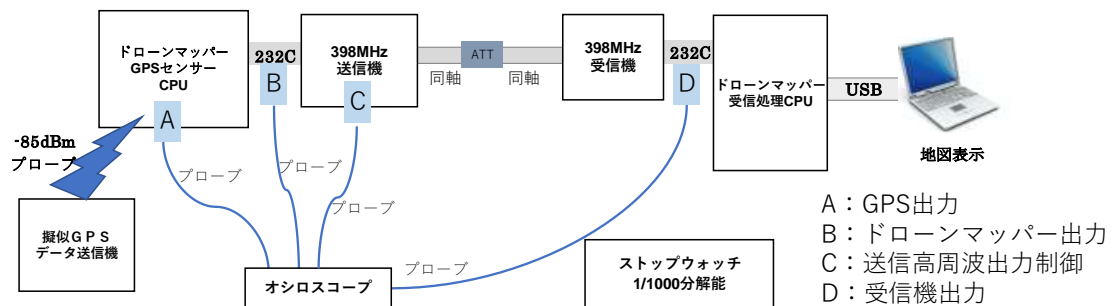 ドローンマッパー
GPSセンサー
CPU
232C
398MHz
送信機
ATT
同軸
同軸
398MHz
受信機
232C
ドローンマッパー
受信処理CPU
USB
地図表示
A
B
C
D
-85dBm
プローブ
プローブ
プローブ
プローブ
プローブ
擬似GPS
データ送信機
オシロスコープ
ストップウォッチ
1/1000分解能
A：GPS出力
B：ドローンマッパー出力
C：送信高周波出力制御
D：受信機出力